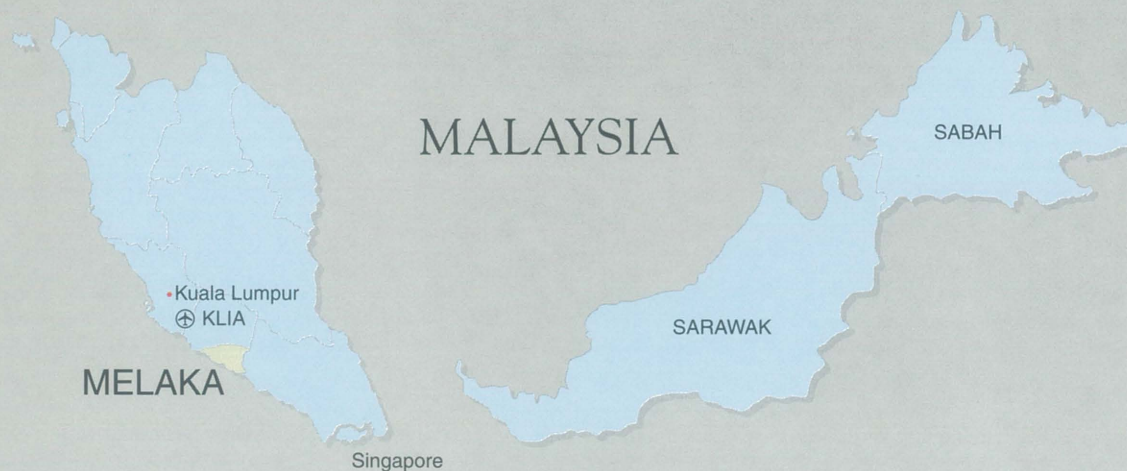 MALAYSIA
SABAH
Kuala Lumpur
KLIA
SARAWAK
MELAKA
Singapore